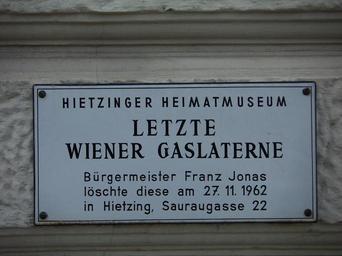 HIETZINGER HEIMATMUSEUM
LETZTE
WIENER GASLATERNE
Bürgermeister Franz Jonas
löschte diese am 27. 11. 1962
in Hietzing, Sauraugasse 22